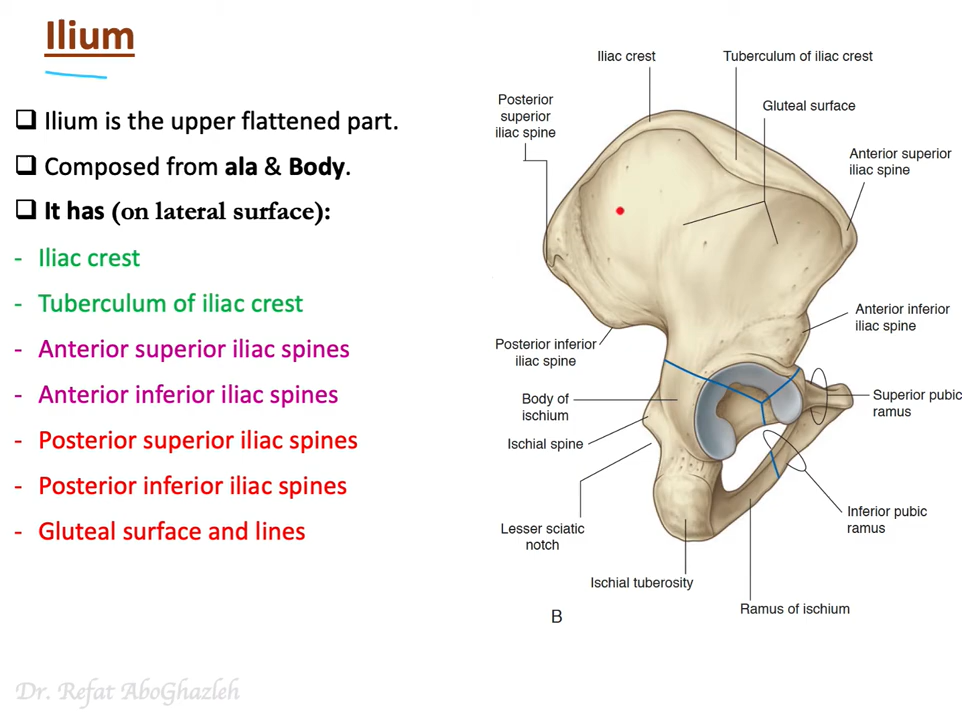 Ilium
Ilium is the upper flattened part.
Composed from ala & Body.
It has (on lateral surface):
- Iliac crest
- Tuberculum of iliac crest
- Anterior superior iliac spines
- Anterior inferior iliac spines
- Posterior superior iliac spines
- Posterior inferior iliac spines
- Gluteal surface and lines
Iliac crest
Tuberculum of iliac crest
Posterior
superior
iliac spine
Gluteal surface
Anterior superior
iliac spine
Anterior inferior
iliac spine
Posterior inferior
iliac spine
Body of
ischium
Superior pubic
ramus
Ischial spine
Inferior pubic
ramus
Lesser sciatic
notch
Ischial tuberosity
Ramus of ischium
B
Dr. Refat AboGhazleh